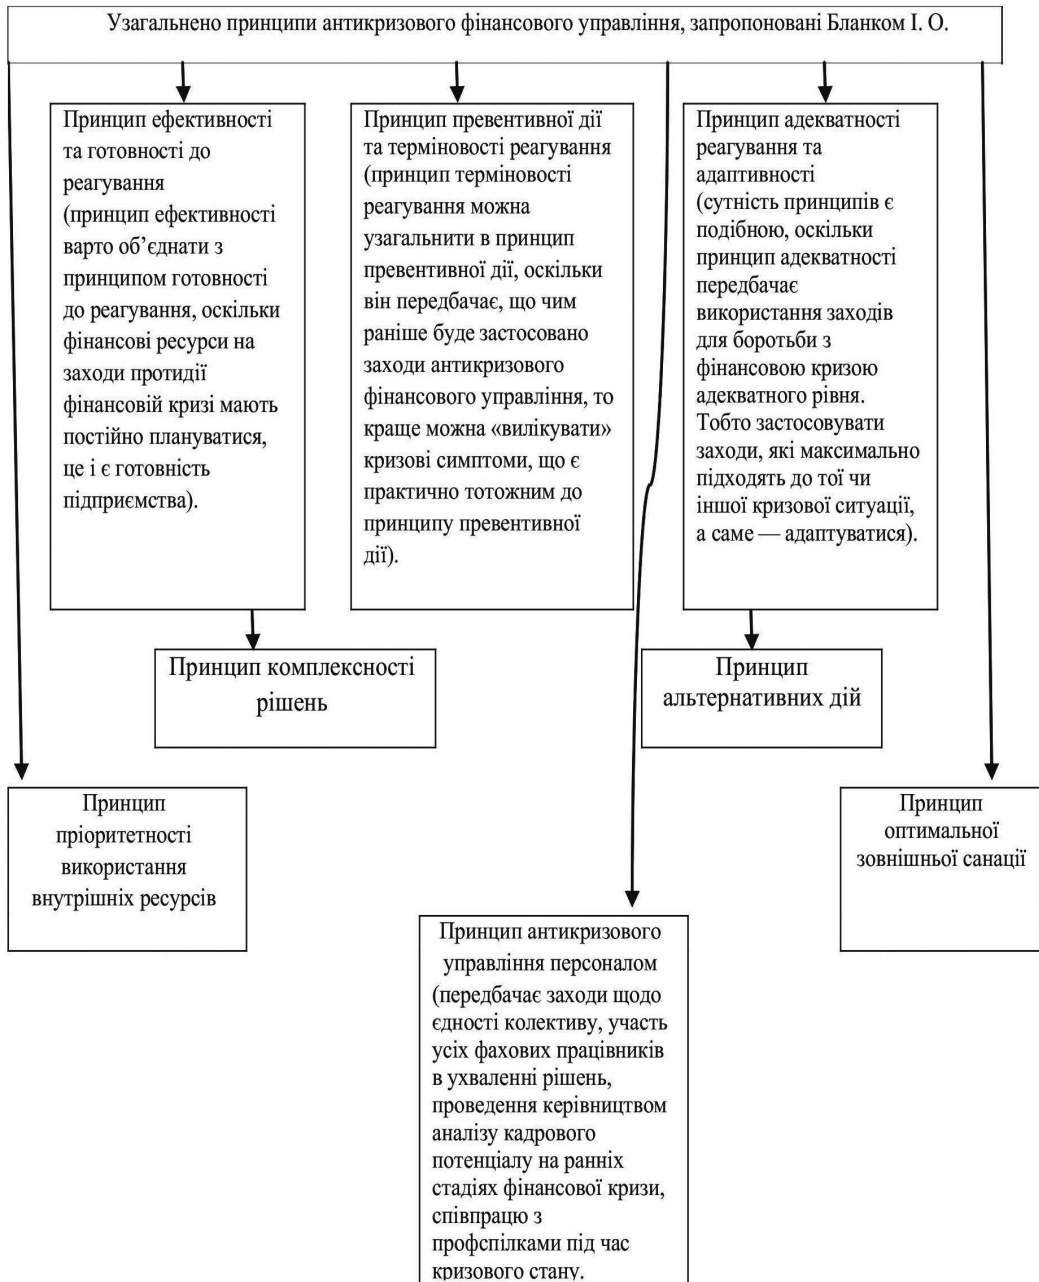 Узагальнено принципи антикризового фінансового управління, запропоновані Бланком І. О.
Принцип ефективності
та готовності до
реагування
(принцип ефективності
варто об’єднати з
принципом готовності
до реагування, оскільки
фінансові ресурси на
заходи протидії
фінансовій кризі мають
постійно плануватися,
це і є готовність
підприємства).
Принцип превентивної дії
та терміновості реагування
(принцип терміновості
реагування можна
узагальнити в принцип
превентивної дії, оскільки
він передбачає, що чим
раніше буде застосовано
заходи антикризового
фінансового управління, то
краще можна «вилікувати»
кризові симптоми, що є
практично тотожним до
принципу превентивної
дії).
Принцип адекватності
реагування та
адаптивності
(сутність принципів є
подібною, оскільки
принцип адекватності
передбачає
використання заходів
для боротьби з
фінансовою кризою
адекватного рівня.
Тобто застосовувати
заходи, які максимально
підходять до тої чи
іншої кризової ситуації,
а саме — адаптуватися).
Принцип комплексності
рішень
Принцип
альтернативних дій
Принцип
пріоритетності
використання
внутрішніх ресурсів
Принцип
оптимальної
зовнішньої санації
Принцип антикризового
управління персоналом
(передбачає заходи щодо
єдності колективу, участь
усіх фахових працівників
в ухваленні рішень,
проведення керівництвом
аналізу кадрового
потенціалу на ранніх
стадіях фінансової кризи,
співпрацю з
профспілками під час
кризового стану.